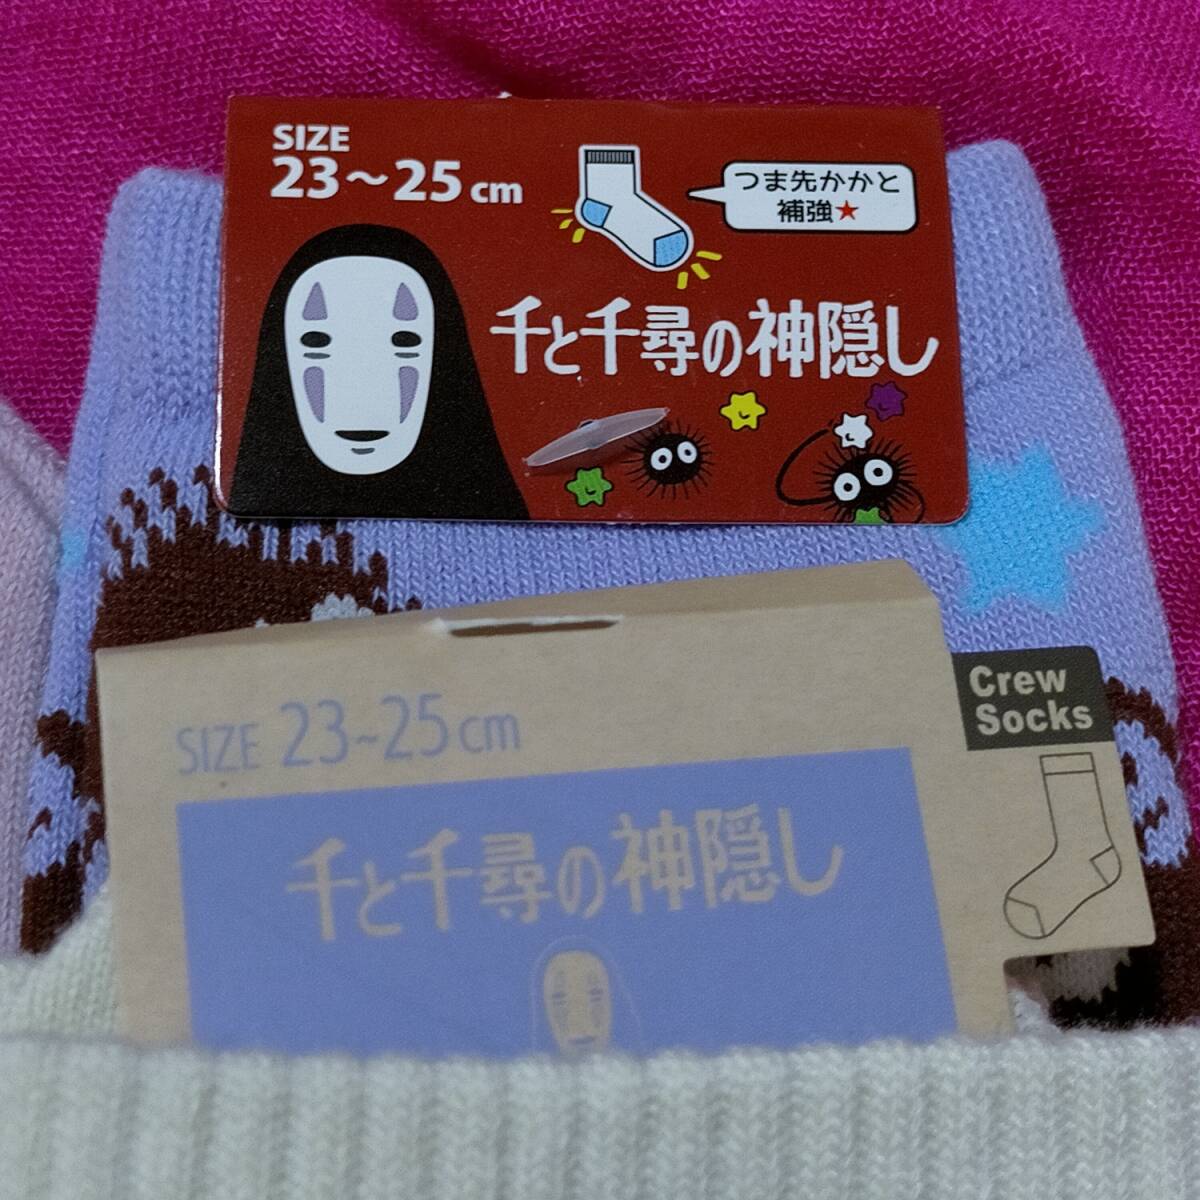 SIZE
23～25cm
つま先かかと
補強★
千と千尋の神隠し
SIZE 23~25cm
Crew
Socks
千と千尋の神隠し